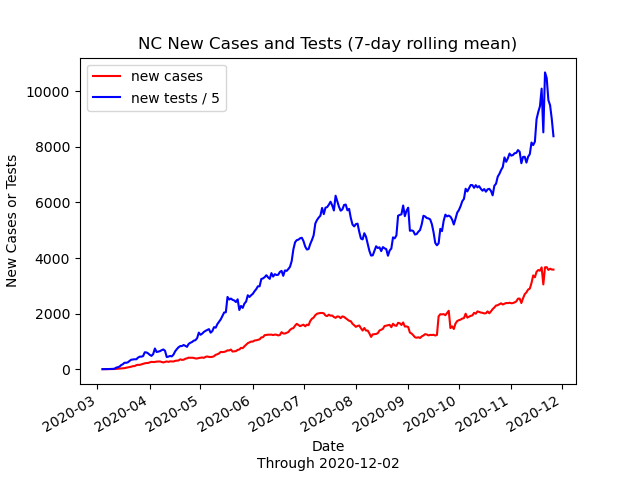 NC New Cases and Tests (7-day rolling mean)
new cases
new tests / 5
New Cases or Tests
10000
8000
6000
4000
2000
0
2020-03
2020-04
2020-05
2020-06
2020-07
2020-08
2020-09
2020-10
2020-11
2020-12
Date
Through 2020-12-02